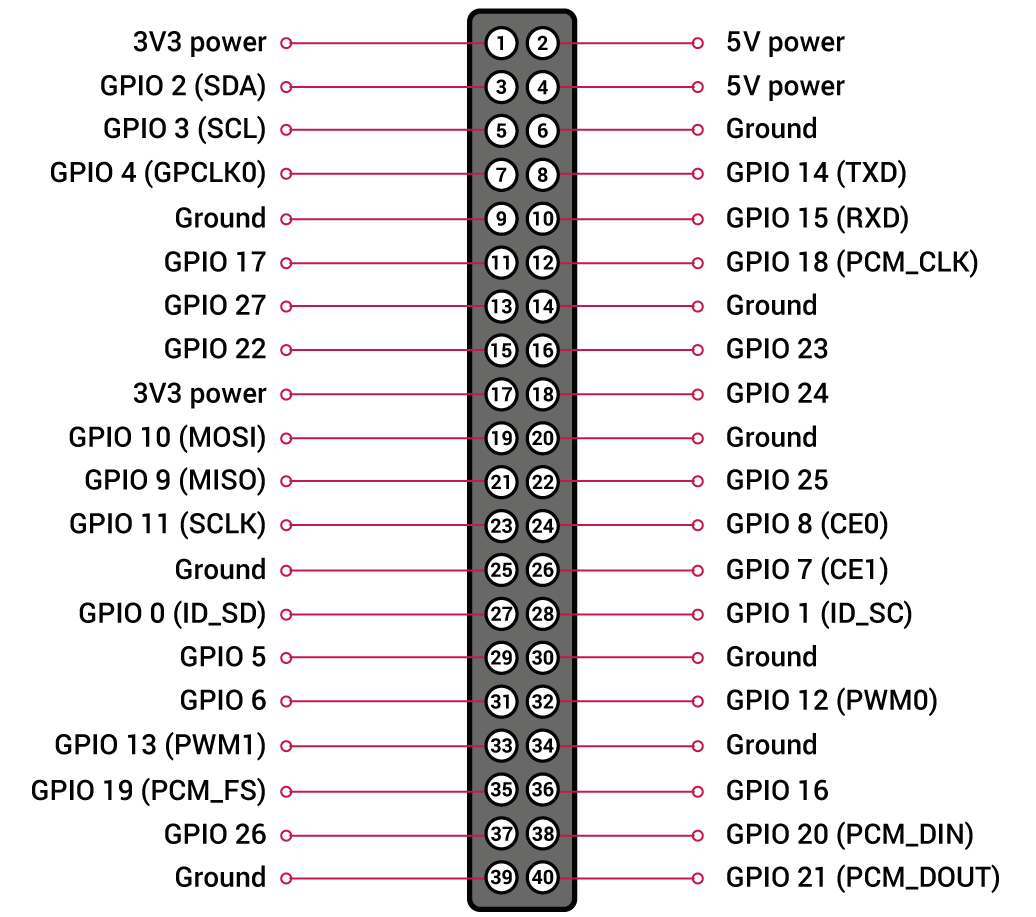 3V3 power 1 2 5V power
GPIO 2 (SDA) 3 4 5V power
GPIO 3 (SCL) 5 6 Ground
GPIO 4 (GPCLK0) 7 8 GPIO 14 (TXD)
Ground 9 10 GPIO 15 (RXD)
GPIO 17 11 12 GPIO 18 (PCM_CLK)
GPIO 27 13 14 Ground
GPIO 22 15 16 GPIO 23
3V3 power 17 18 GPIO 24
GPIO 10 (MOSI) 19 20 Ground
GPIO 9 (MISO) 21 22 GPIO 25
GPIO 11 (SCLK) 23 24 GPIO 8 (CE0)
Ground 25 26 GPIO 7 (CE1)
GPIO 0 (ID_SD) 27 28 GPIO 1 (ID_SC)
GPIO 5 29 30 Ground
GPIO 6 31 32 GPIO 12 (PWM0)
GPIO 13 (PWM1) 33 34 Ground
GPIO 19 (PCM_FS) 35 36 GPIO 16
GPIO 26 37 38 GPIO 20 (PCM_DIN)
Ground 39 40 GPIO 21 (PCM_DOUT)